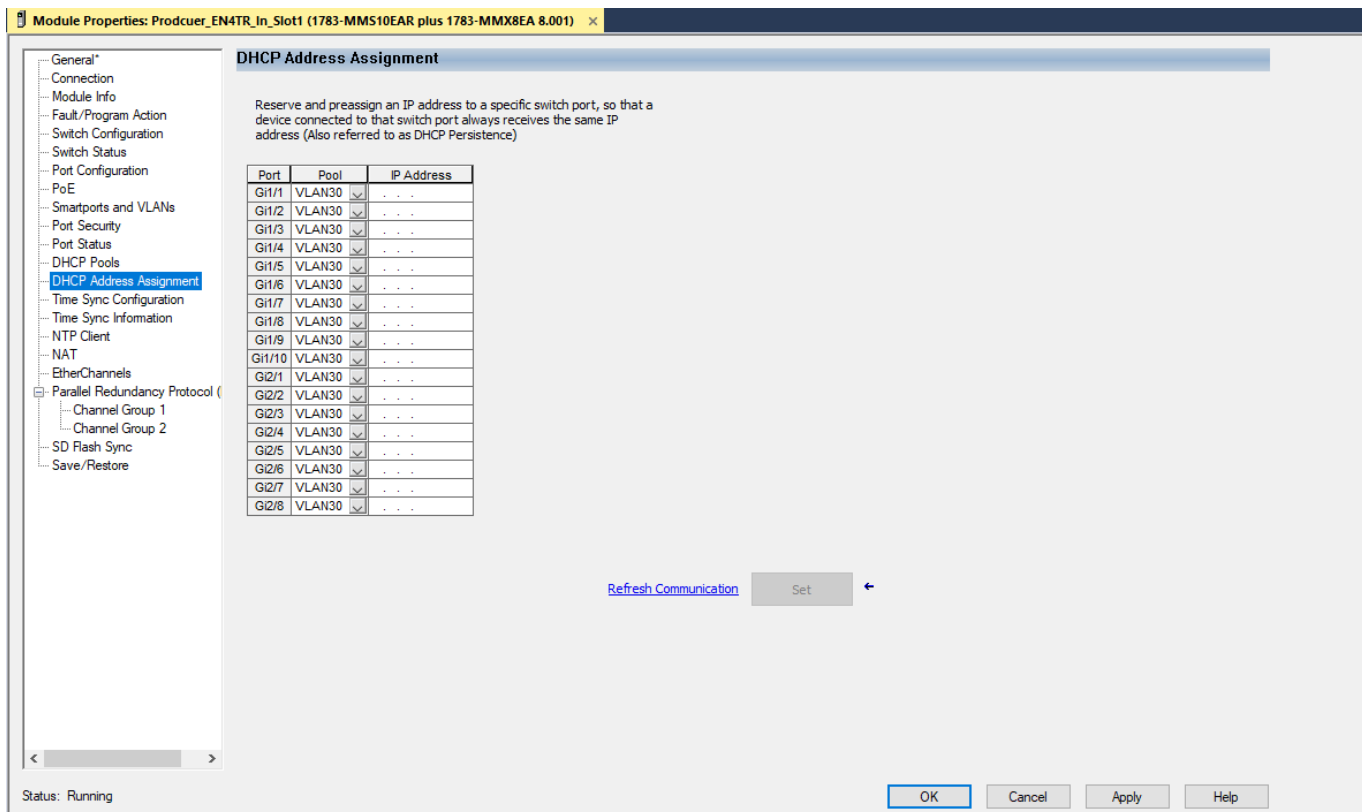 Module Properties: Prodcuer_EN4TR_In_Slot1 (1783-MMS10EAR plus 1783-MMX8EA 8.001) ×
General*
Connection
Module Info
Fault/Program Action
Switch Configuration
Switch Status
Port Configuration
PoE
Smartports and VLANs
Port Security
Port Status
DHCP Pools
DHCP Address Assignment
Time Sync Configuration
Time Sync Information
NTP Client
NAT
EtherChannels
Parallel Redundancy Protocol (
Channel Group 1
Channel Group 2
SD Flash Sync
Save/Restore
DHCP Address Assignment
Reserve and preassign an IP address to a specific switch port, so that a
device connected to that switch port always receives the same IP
address (Also referred to as DHCP Persistence)
Port Pool IP Address
Gi1/1 VLAN30 . . .
Gi1/2 VLAN30 . . .
Gi1/3 VLAN30 . . .
Gi1/4 VLAN30 . . .
Gi1/5 VLAN30 . . .
Gi1/6 VLAN30 . . .
Gi1/7 VLAN30 . . .
Gi1/8 VLAN30 . . .
Gi1/9 VLAN30 . . .
Gi1/10 VLAN30 . . .
Gi2/1 VLAN30 . . .
Gi2/2 VLAN30 . . .
Gi2/3 VLAN30 . . .
Gi2/4 VLAN30 . . .
Gi2/5 VLAN30 . . .
Gi2/6 VLAN30 . . .
Gi2/7 VLAN30 . . .
Gi2/8 VLAN30 . . .
Refresh Communication Set ←
Status: Running
OK Cancel Apply Help